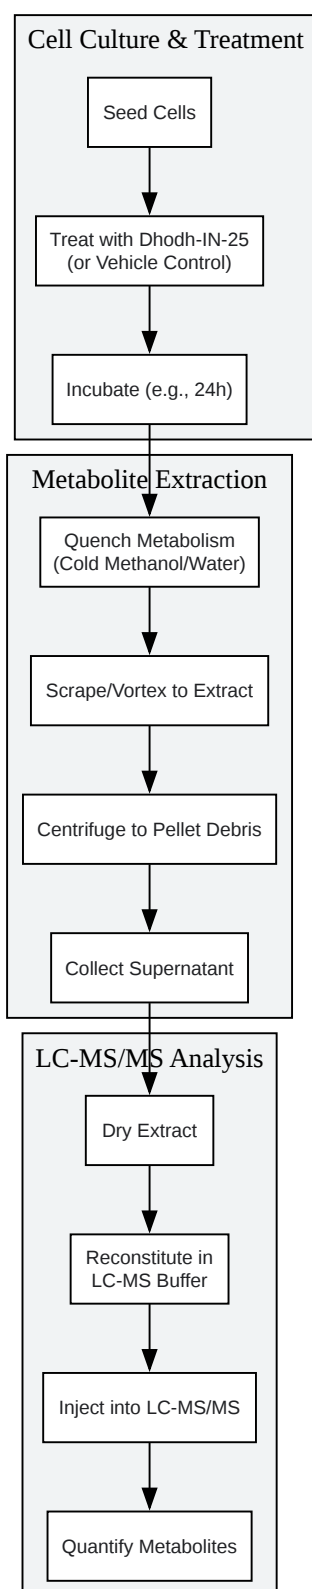 Cell Culture & Treatment
Seed Cells
Treat with Dhodh-IN-25
(or Vehicle Control)
Incubate (e.g., 24h)
Metabolite Extraction
Quench Metabolism
(Cold Methanol/Water)
Scrape/Vortex to Extract
Centrifuge to Pellet Debris
Collect Supernatant
LC-MS/MS Analysis
Dry Extract
Reconstitute in
LC-MS Buffer
Inject into LC-MS/MS
Quantify Metabolites